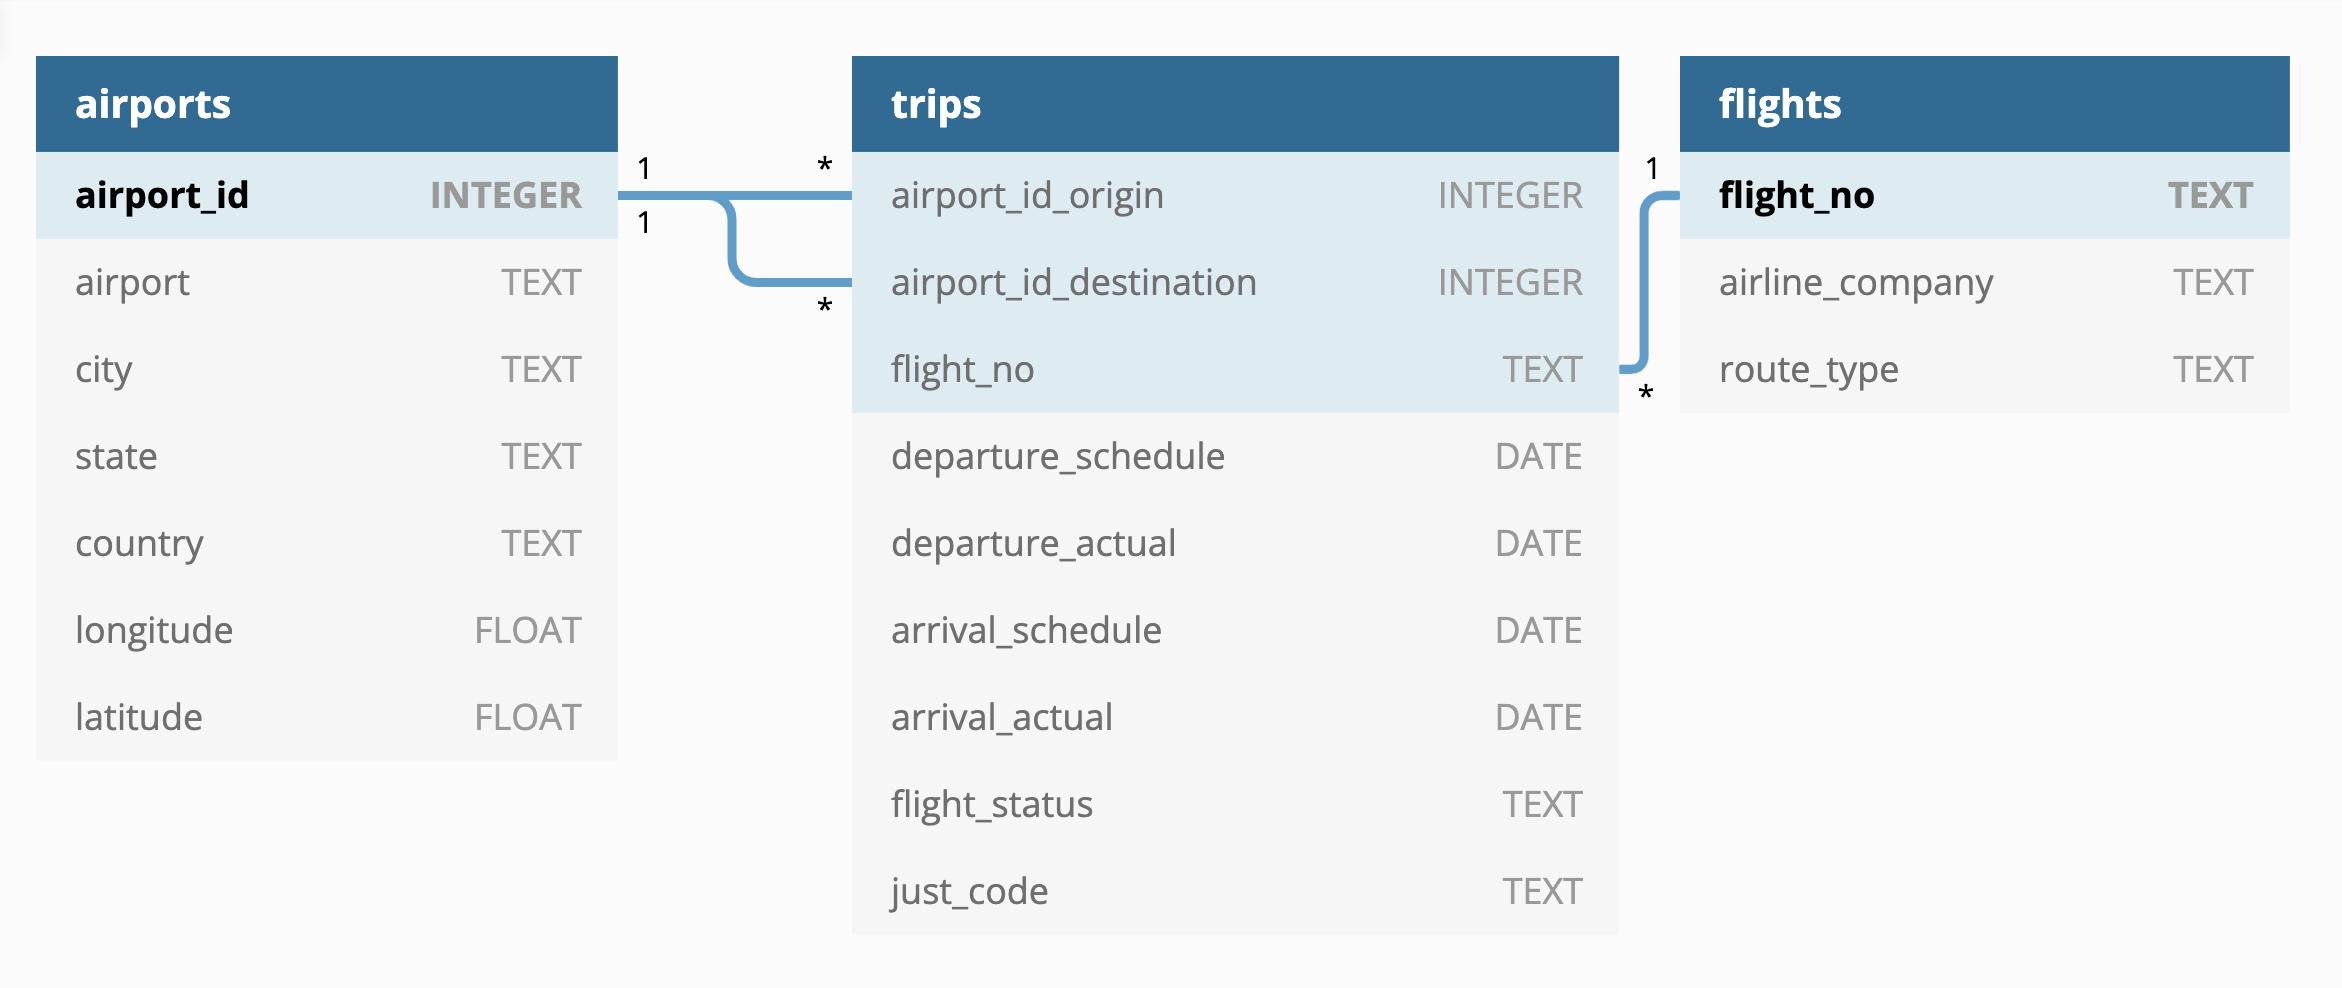 airports
airport_id INTEGER
airport TEXT
city TEXT
state TEXT
country TEXT
longitude FLOAT
latitude FLOAT
1 *
1
*
trips
airport_id_origin INTEGER
airport_id_destination INTEGER
flight_no TEXT
departure_schedule DATE
departure_actual DATE
arrival_schedule DATE
arrival_actual DATE
flight_status TEXT
just_code TEXT
1
*
flights
flight_no TEXT
airline_company TEXT
route_type TEXT